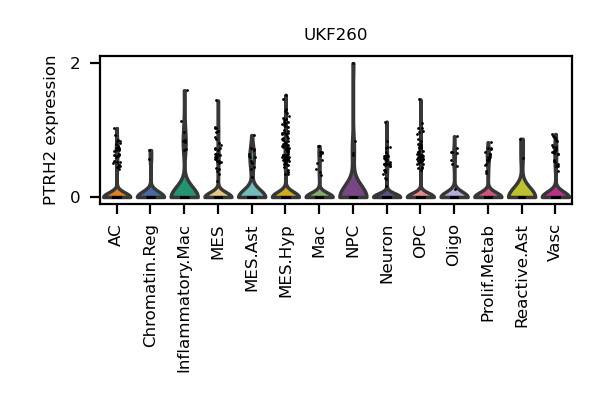 UKF260
PTRH2 expression
2
0
AC
Chromatin.Reg
Inflammatory.Mac
MES
MES.Ast
MES.Hyp
Mac
NPC
Neuron
OPC
Oligo
Prolif.Metab
Reactive.Ast
Vasc